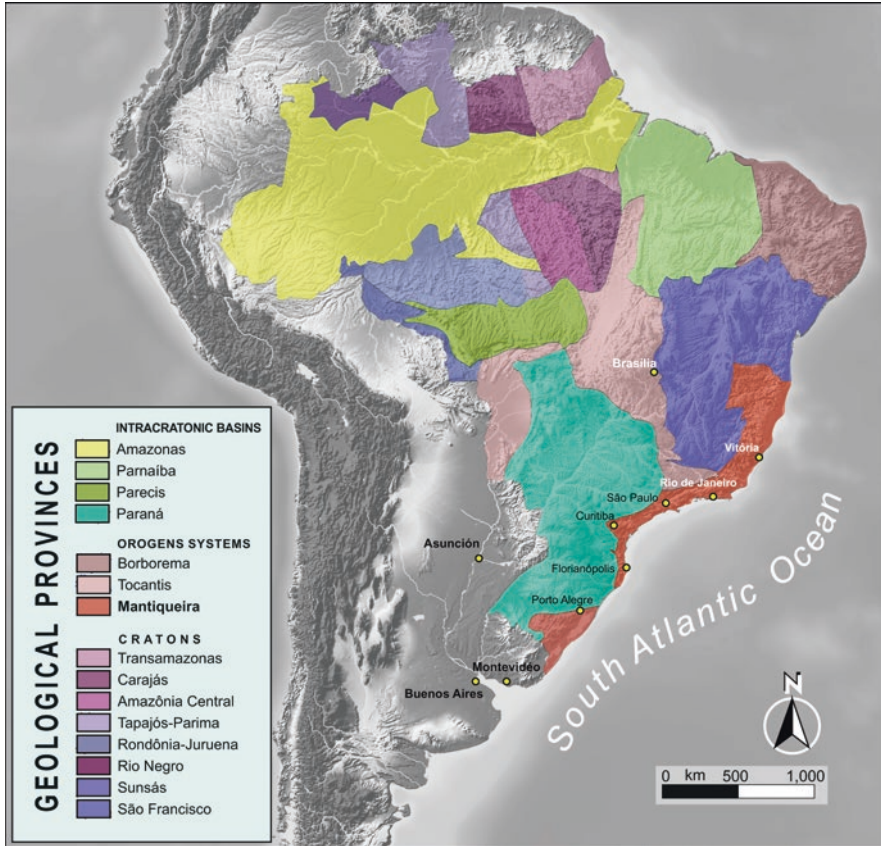 Brasília
Vitória
Rio de Janeiro
São Paulo
Curitiba
Asunción
Florianópolis
Porto Alegre
Montevidéo
Buenos Aires
South Atlantic Ocean
GEOLOGICAL PROVINCES
INTRACRATONIC BASINS
Amazonas
Parnaíba
Parecis
Paraná
OROGENS SYSTEMS
Borborema
Tocantis
Mantiqueira
CRATONS
Transamazonas
Carajás
Amazônia Central
Tapajós-Parima
Rondônia-Juruena
Rio Negro
Sunsás
São Francisco
N
0 km 500 1,000